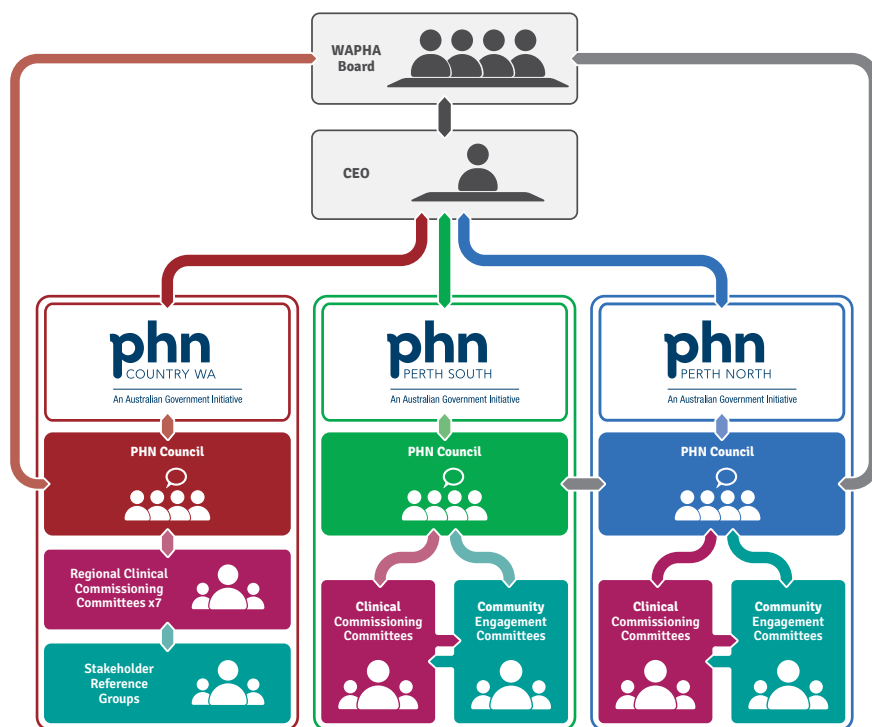 WAPHA
Board
CEO
phn
COUNTRY WA
An Australian Government Initiative
PHN Council
Regional Clinical
Commissioning
Committees x7
Stakeholder
Reference
Groups
phn
PERTH SOUTH
An Australian Government Initiative
PHN Council
Clinical
Commissioning
Committees
Community
Engagement
Committees
phn
PERTH NORTH
An Australian Government Initiative
PHN Council
Clinical
Commissioning
Committees
Community
Engagement
Committees